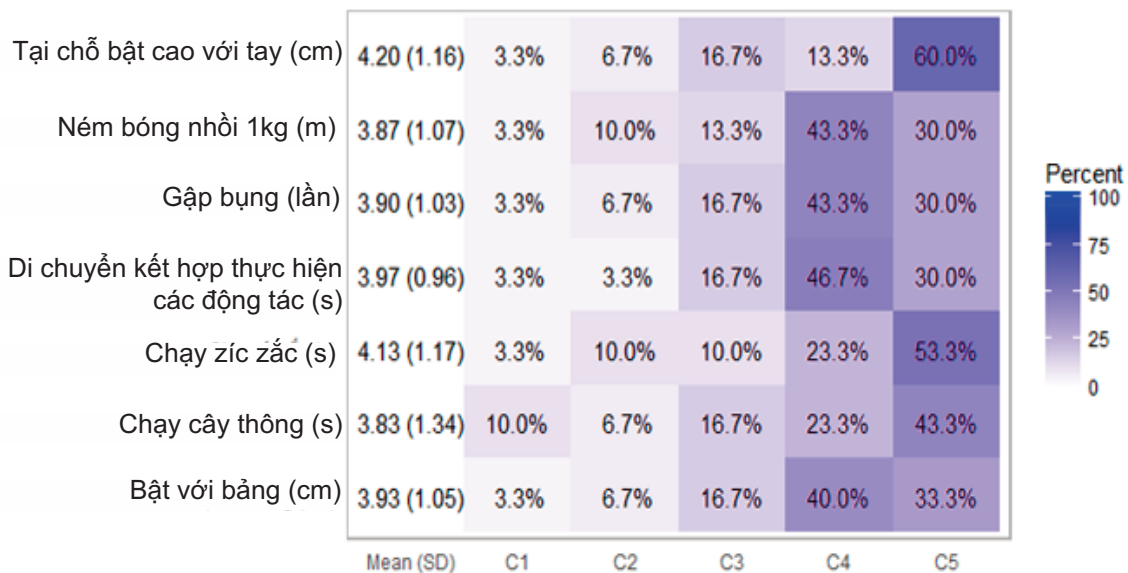 Tại chỗ bật cao với tay (cm) 4.20 (1.16) 3.3% 6.7% 16.7% 13.3% 60.0%
Ném bóng nhồi 1kg (m) 3.87 (1.07) 3.3% 10.0% 13.3% 43.3% 30.0%
Gập bụng (lần) 3.90 (1.03) 3.3% 6.7% 16.7% 43.3% 30.0%
Di chuyển kết hợp thực hiện
các động tác (s) 3.97 (0.96) 3.3% 3.3% 16.7% 46.7% 30.0%
Chạy zíc zắc (s) 4.13 (1.17) 3.3% 10.0% 10.0% 23.3% 53.3%
Chạy cây thông (s) 3.83 (1.34) 10.0% 6.7% 16.7% 23.3% 43.3%
Bật với bảng (cm) 3.93 (1.05) 3.3% 6.7% 16.7% 40.0% 33.3%
Mean (SD) C1 C2 C3 C4 C5
Percent
100
75
50
25
0